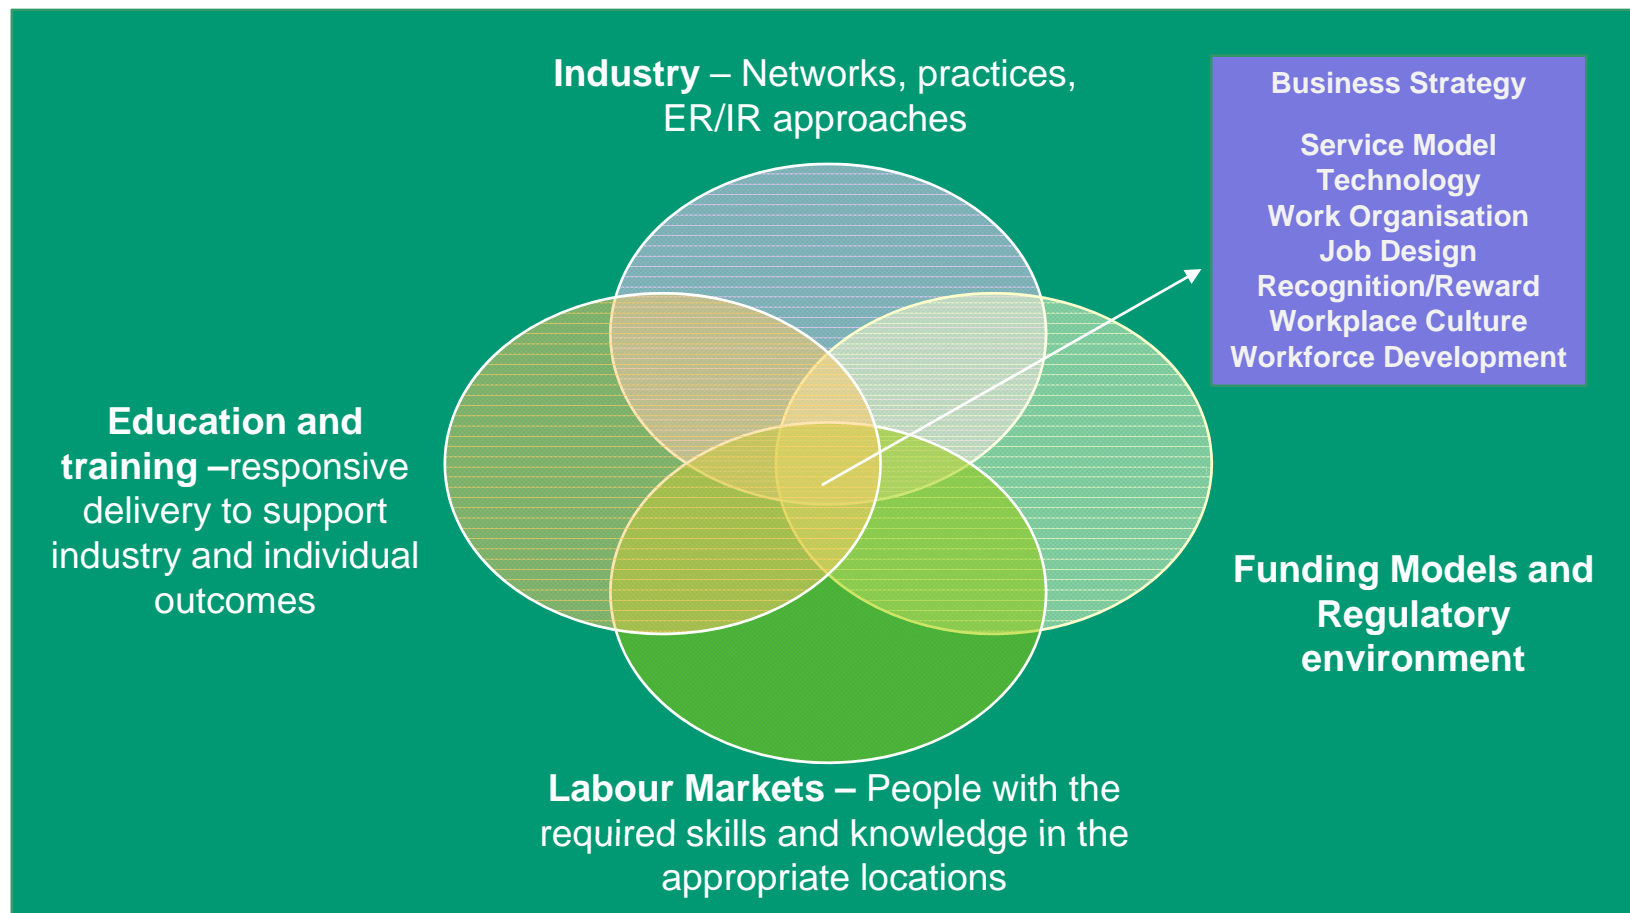 Industry – Networks, practices,
ER/IR approaches
Business Strategy
Service Model
Technology
Work Organisation
Job Design
Recognition/Reward
Workplace Culture
Workforce Development
Education and
training –responsive
delivery to support
industry and individual
outcomes
Funding Models and
Regulatory
environment
Labour Markets – People with the
required skills and knowledge in the
appropriate locations